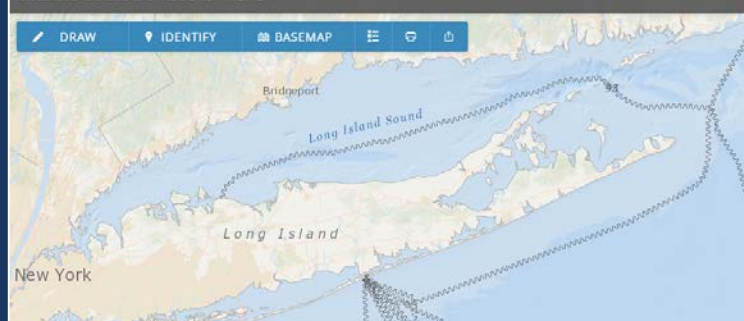 DRAW IDENTIFY BASEMAP
Bridgeport
Long Island Sound
Long Island
New York